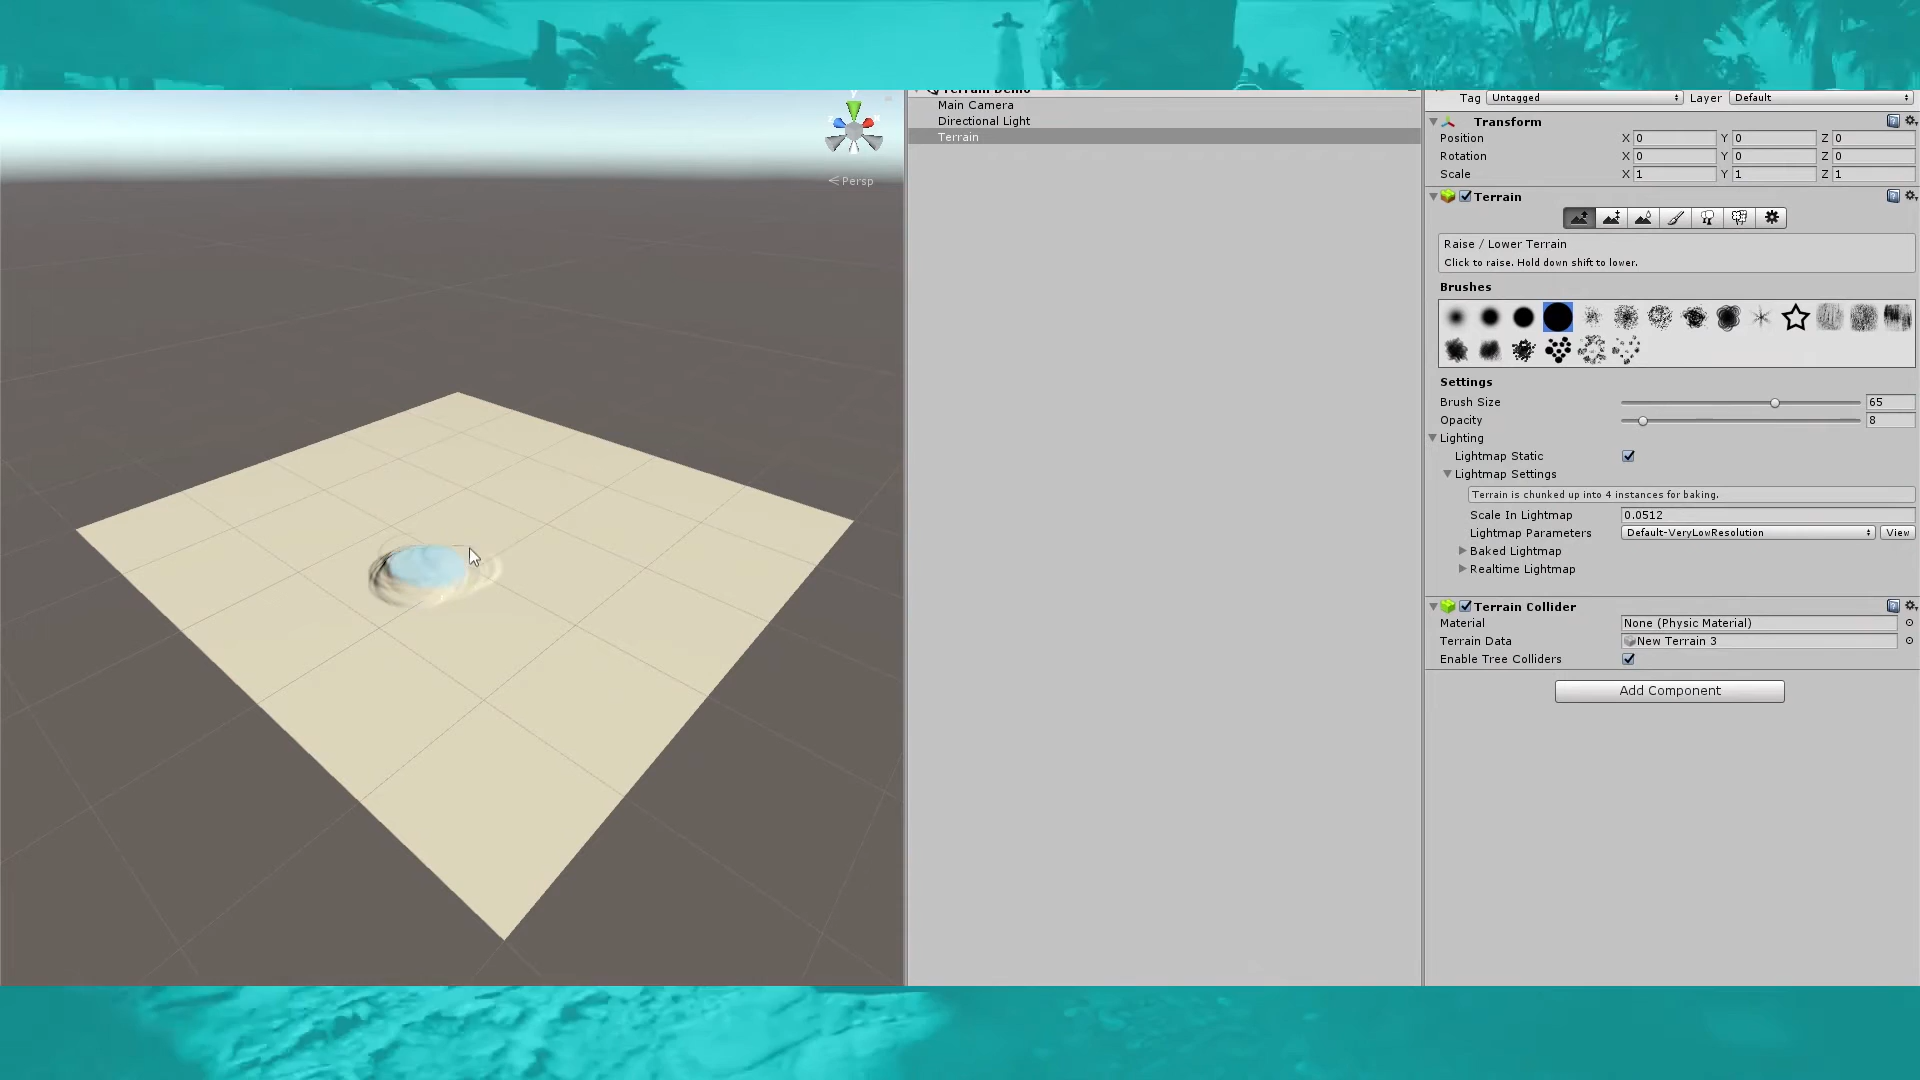 Persp
Terrain Demo
Main Camera
Directional Light
Terrain
Tag Untagged Layer Default
Transform
Position X 0 Y 0 Z 0
Rotation X 0 Y 0 Z 0
Scale X 1 Y 1 Z 1
Terrain
Raise / Lower Terrain
Click to raise. Hold down shift to lower.
Brushes
Settings
Brush Size 65
Opacity 8
Lighting
Lightmap Static
Lightmap Settings
Terrain is chunked up into 4 instances for baking.
Scale In Lightmap 0.0512
Lightmap Parameters Default-VeryLowResolution View
Baked Lightmap
Realtime Lightmap
Terrain Collider
Material None (Physic Material)
Terrain Data New Terrain 3
Enable Tree Colliders
Add Component